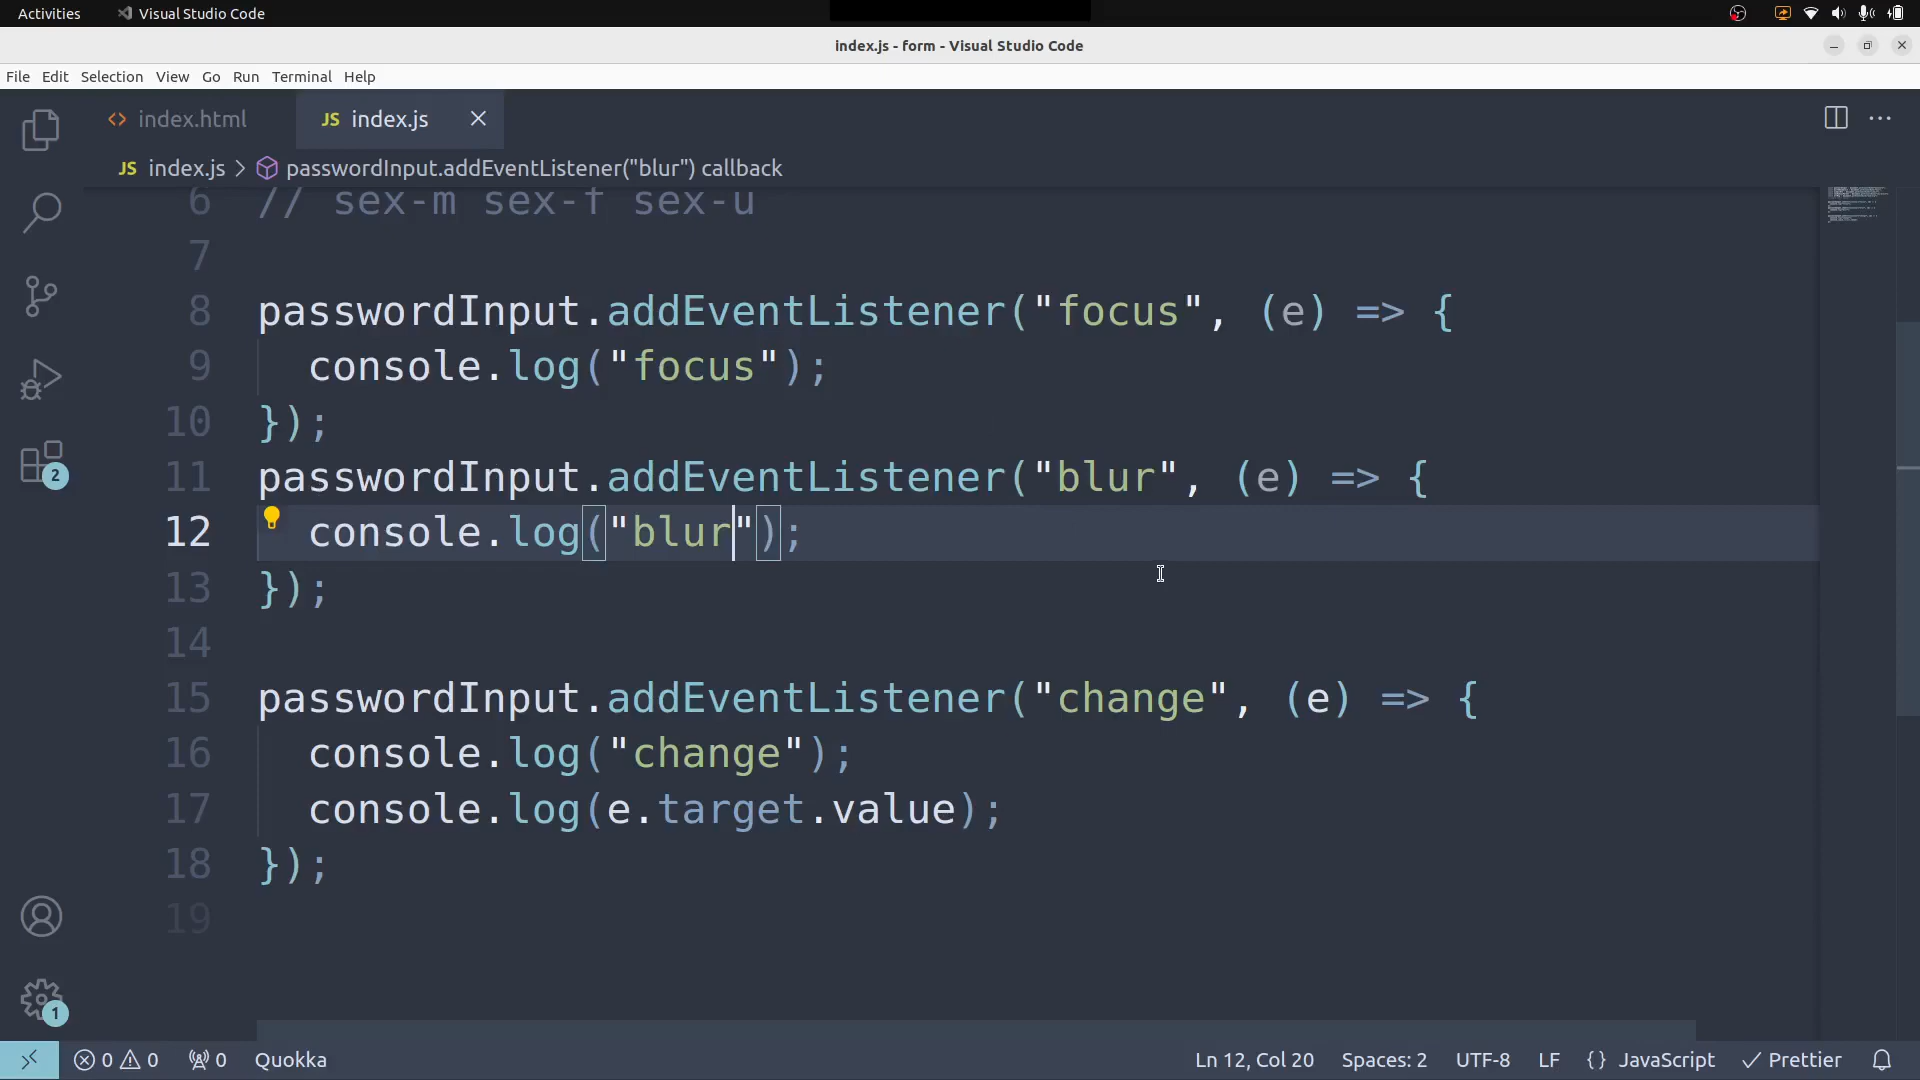 Activities Visual Studio Code
index.js - form - Visual Studio Code
File Edit Selection View Go Run Terminal Help
index.html JS index.js
JS index.js > passwordInput.addEventListener("blur") callback
6 // sex-m sex-f sex-u
7
8 passwordInput.addEventListener("focus", (e) => {
9 console.log("focus");
10 });
11 passwordInput.addEventListener("blur", (e) => {
12 console.log("blur");
13 });
14
15 passwordInput.addEventListener("change", (e) => {
16 console.log("change");
17 console.log(e.target.value);
18 });
19
2
1
0 0 0 Quokka Ln 12, Col 20 Spaces: 2 UTF-8 LF {} JavaScript Prettier